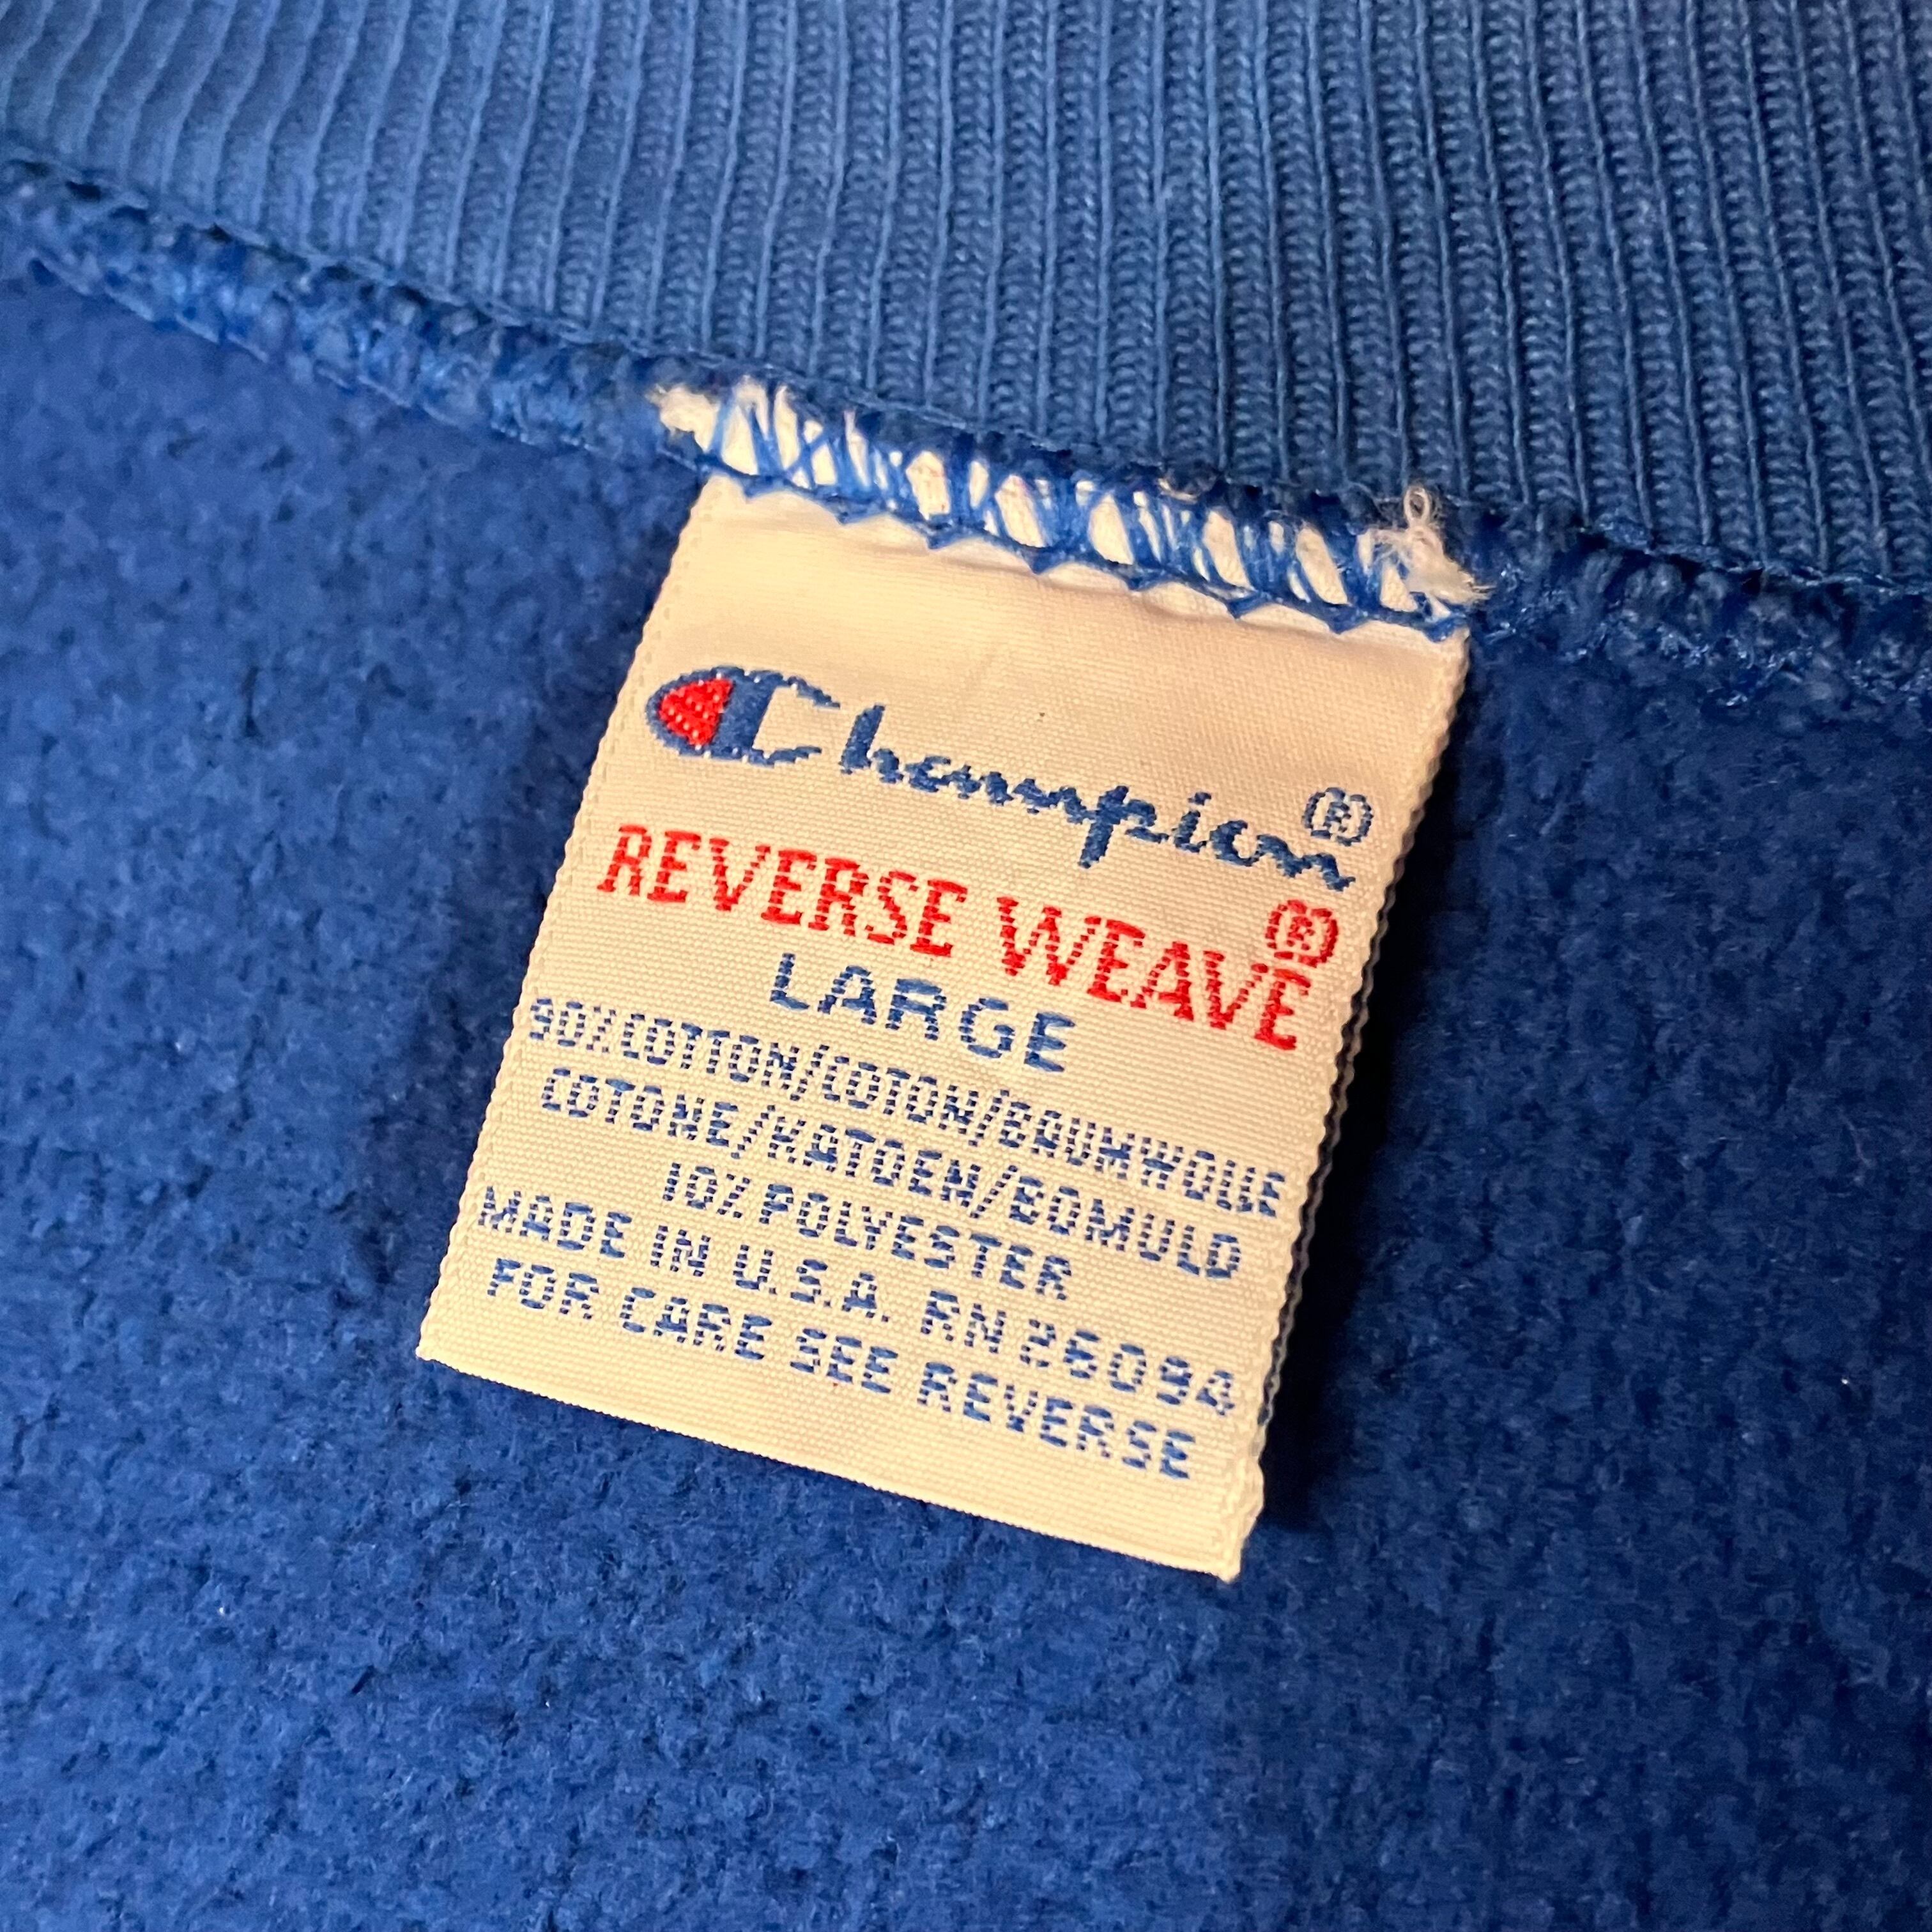 Champion®
REVERSE WEAVE®
LARGE
90% COTTON/COTON/BAUMWOLLE
COTONE/KATOEN/BOMULD
10% POLYESTER
MADE IN U.S.A. RN 26094
FOR CARE SEE REVERSE